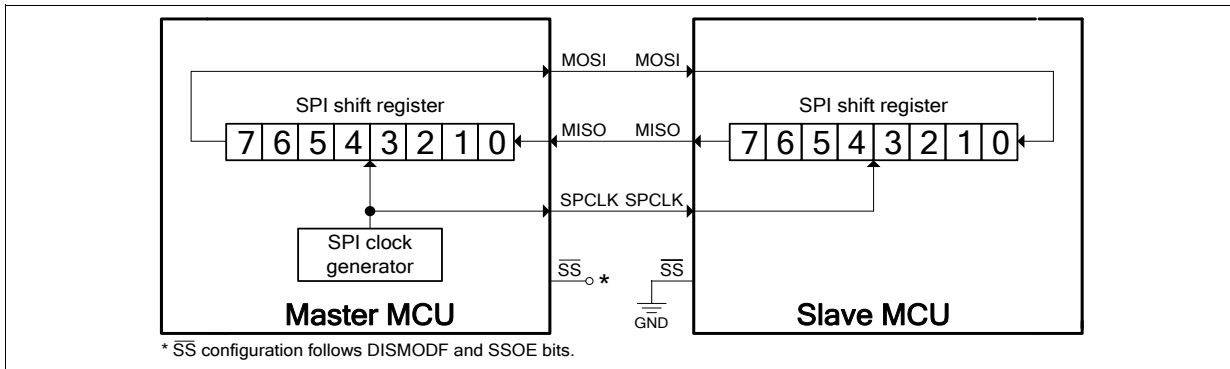 MOSI MOSI
SPI shift register SPI shift register
7 6 5 4 3 2 1 0 MISO MISO 7 6 5 4 3 2 1 0
SPCLK SPCLK
SPI clock
generator
SS * SS
GND
Master MCU Slave MCU
* SS configuration follows DISMODF and SSOE bits.